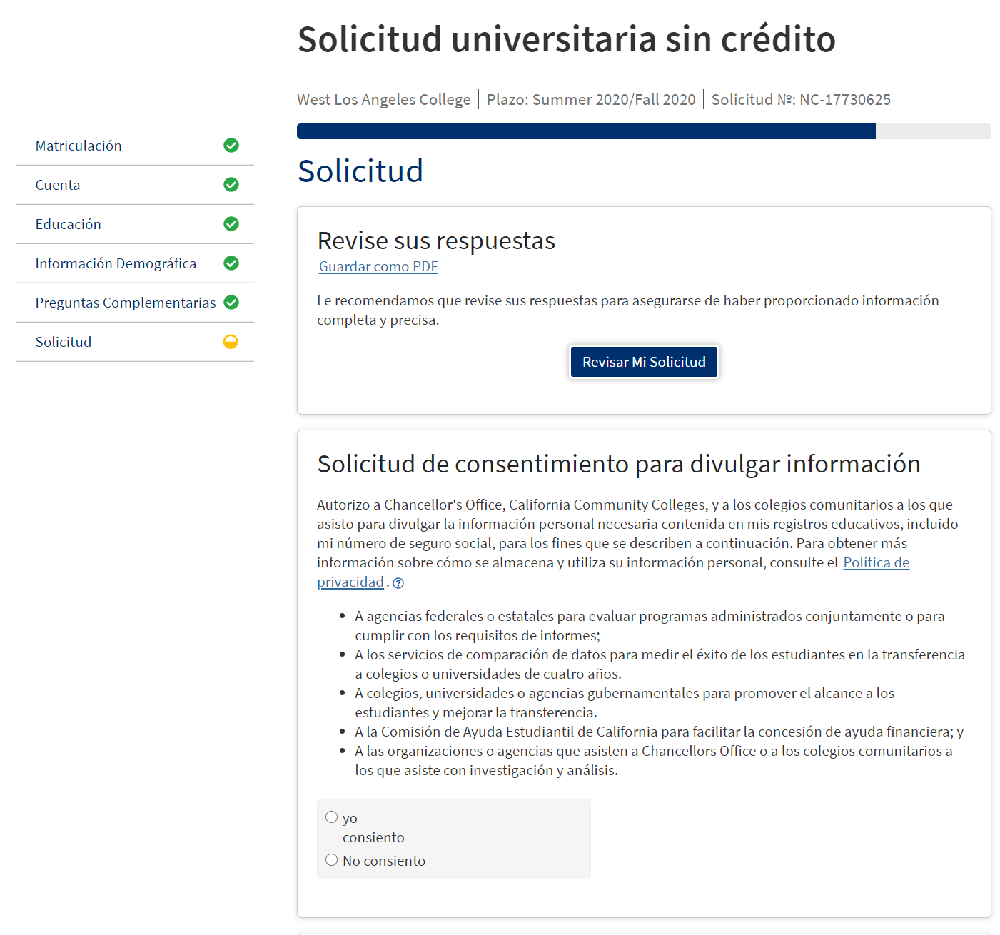 Solicitud universitaria sin crédito
West Los Angeles College | Plazo: Summer 2020/Fall 2020 | Solicitud №: NC-17730625
Matriculación
Cuenta
Educación
Información Demográfica
Preguntas Complementarias
Solicitud
Solicitud
Revise sus respuestas
Guardar como PDF
Le recomendamos que revise sus respuestas para asegurarse de haber proporcionado información
completa y precisa.
Revisar Mi Solicitud
Solicitud de consentimiento para divulgar información
Autorizo a Chancellor's Office, California Community Colleges, y a los colegios comunitarios a los que
asisto para divulgar la información personal necesaria contenida en mis registros educativos, incluido
mi número de seguro social, para los fines que se describen a continuación. Para obtener más
información sobre cómo se almacena y utiliza su información personal, consulte el Política de
privacidad .
• A agencias federales o estatales para evaluar programas administrados conjuntamente o para
cumplir con los requisitos de informes;
• A los servicios de comparación de datos para medir el éxito de los estudiantes en la transferencia
a colegios o universidades de cuatro años.
• A colegios, universidades o agencias gubernamentales para promover el alcance a los
estudiantes y mejorar la transferencia.
• A la Comisión de Ayuda Estudiantil de California para facilitar la concesión de ayuda financiera; y
• A las organizaciones o agencias que asisten a Chancellors Office o a los colegios comunitarios a
los que asiste con investigación y análisis.
yo
consiento
No consiento